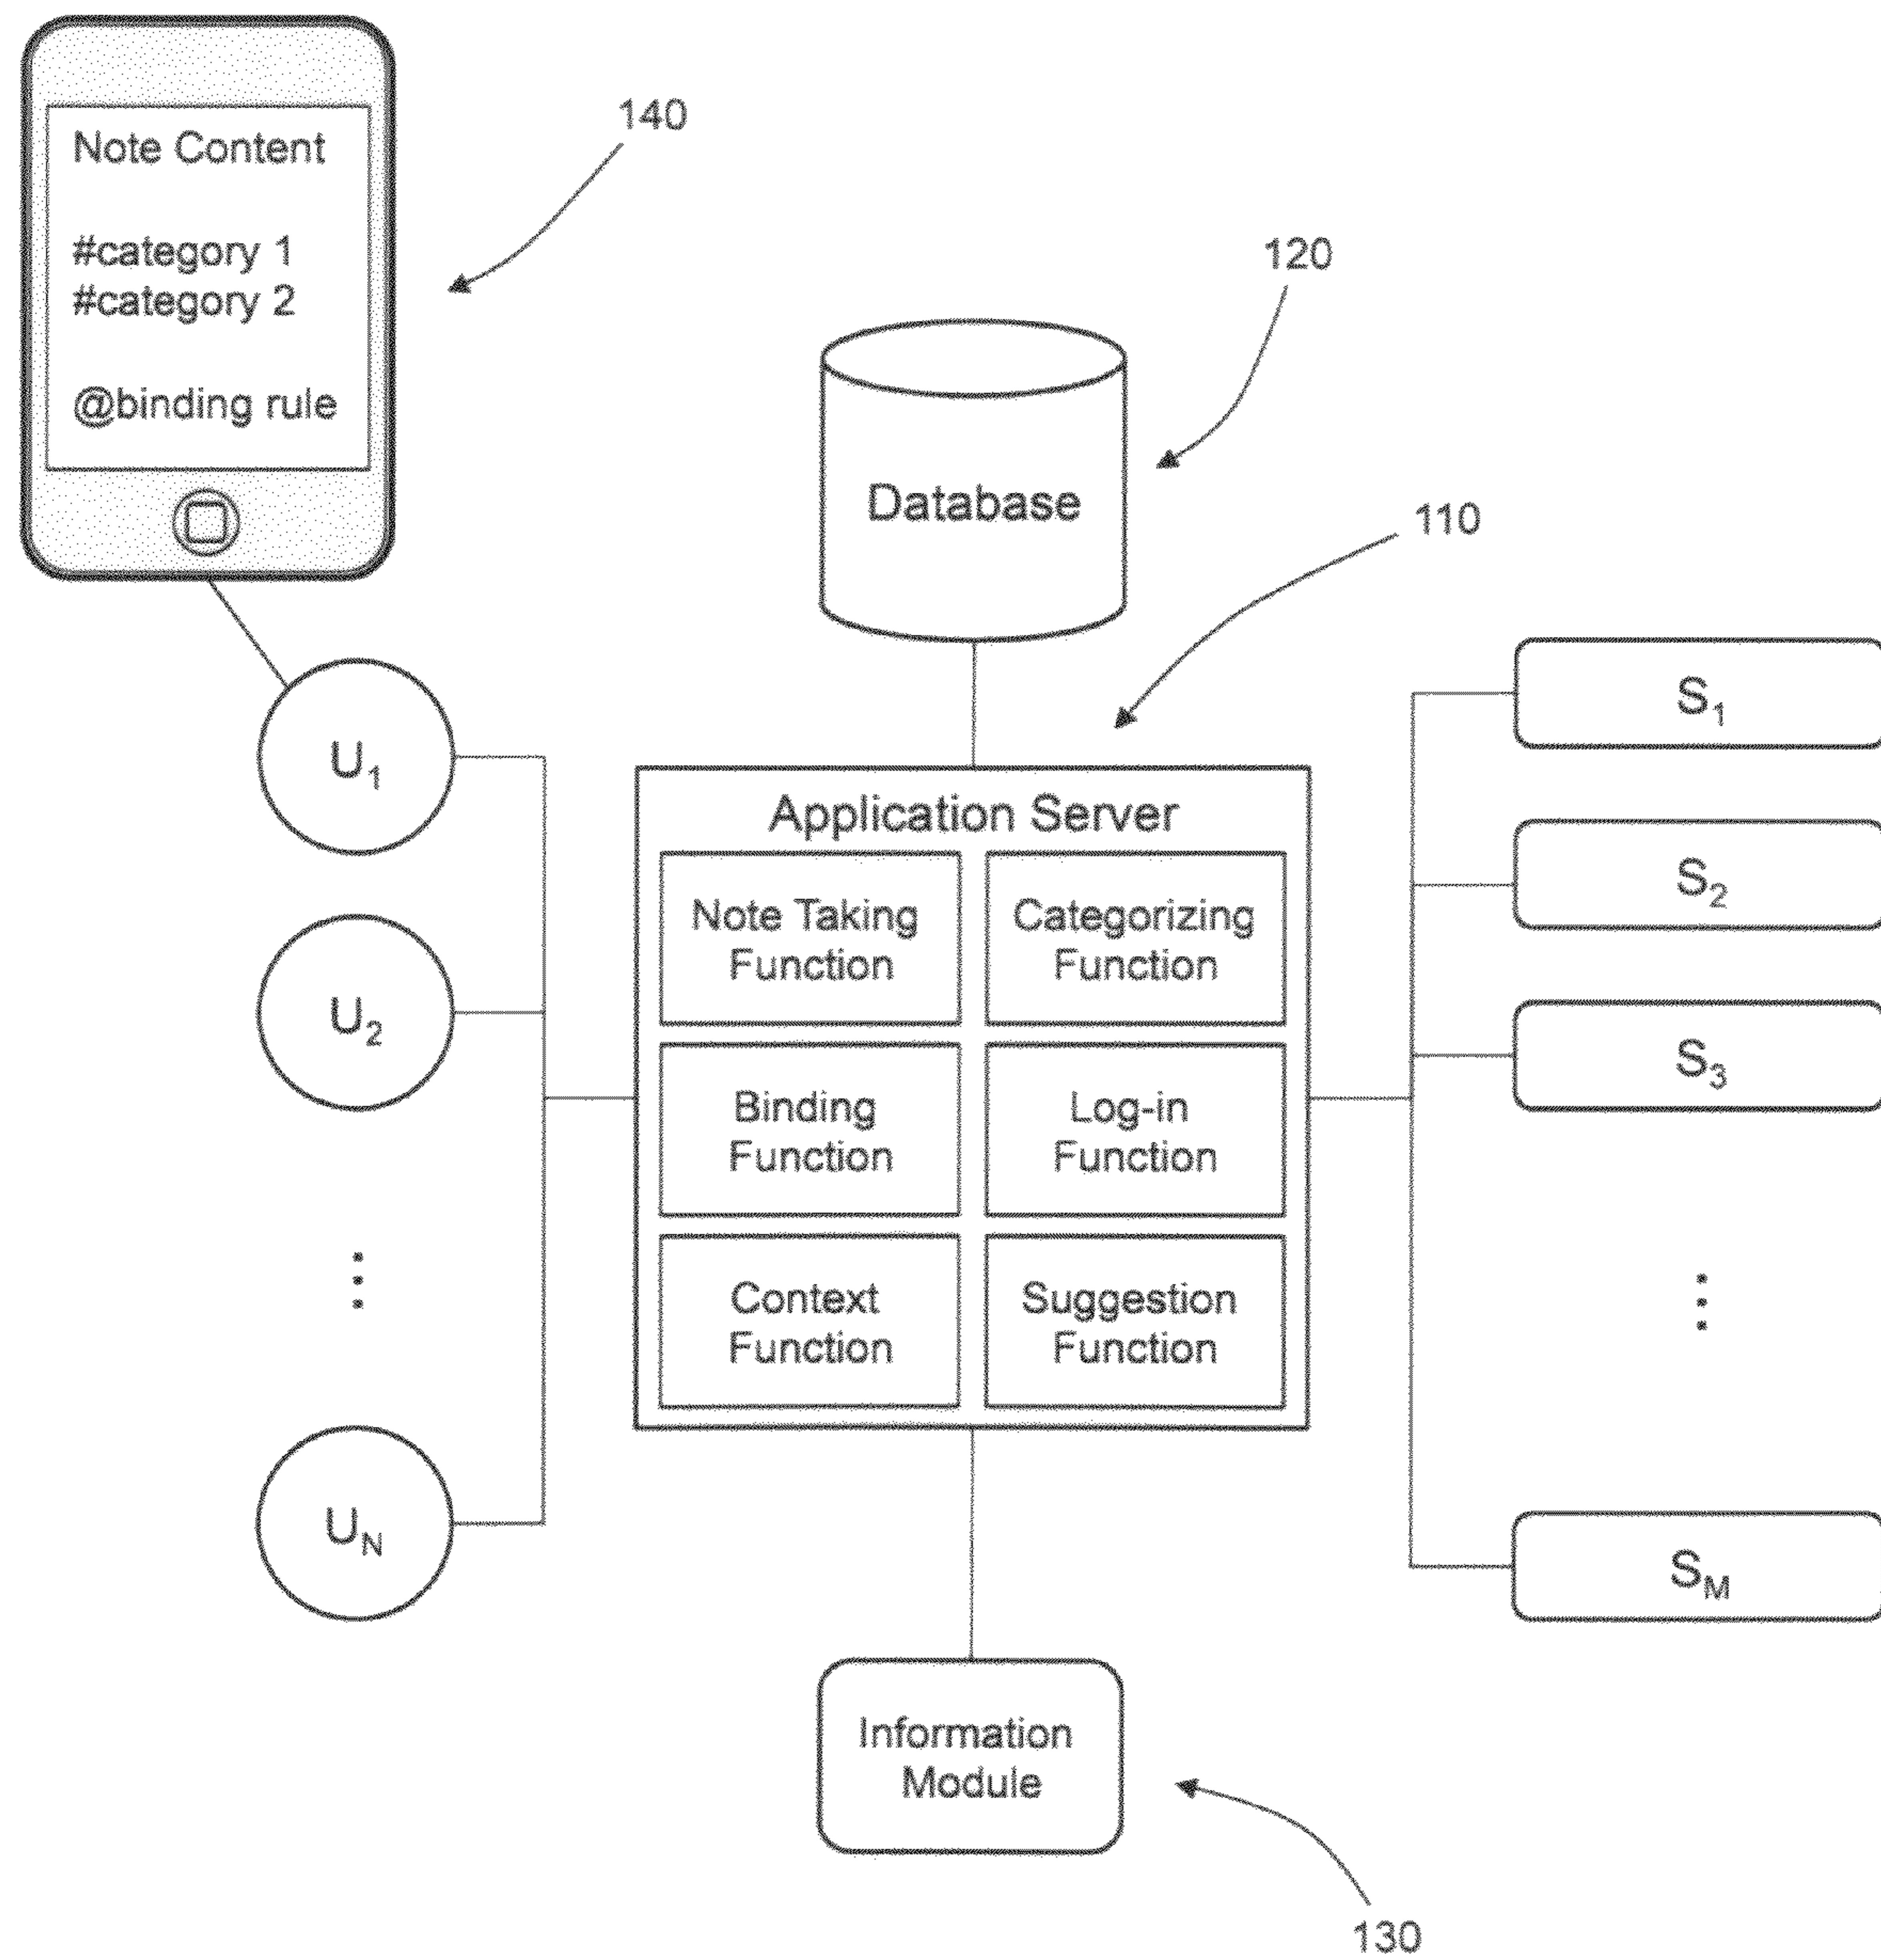 Note Content
#category 1
#category 2
@binding rule
140
120
Database
110
U1
U2
⋮
UN
Application Server
Note Taking
Function
Categorizing
Function
Binding
Function
Log-in
Function
Context
Function
Suggestion
Function
S1
S2
S3
⋮
SM
Information
Module
130